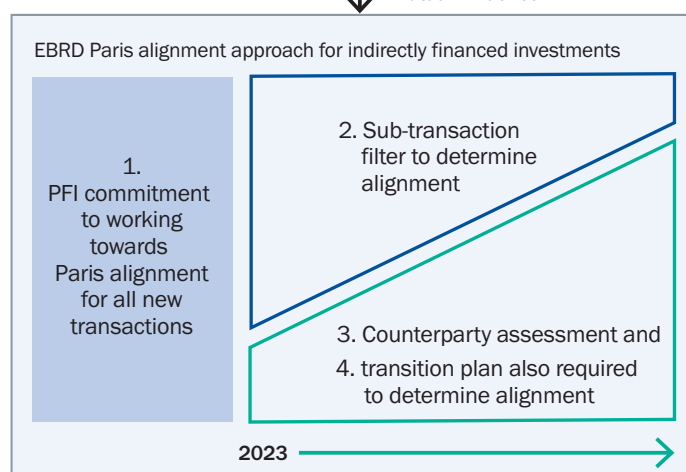 EBRD Paris alignment approach for indirectly financed investments
1.
PFI commitment
to working
towards
Paris alignment
for all new
transactions
2. Sub-transaction
filter to determine
alignment
3. Counterparty assessment and
4. transition plan also required
to determine alignment
2023